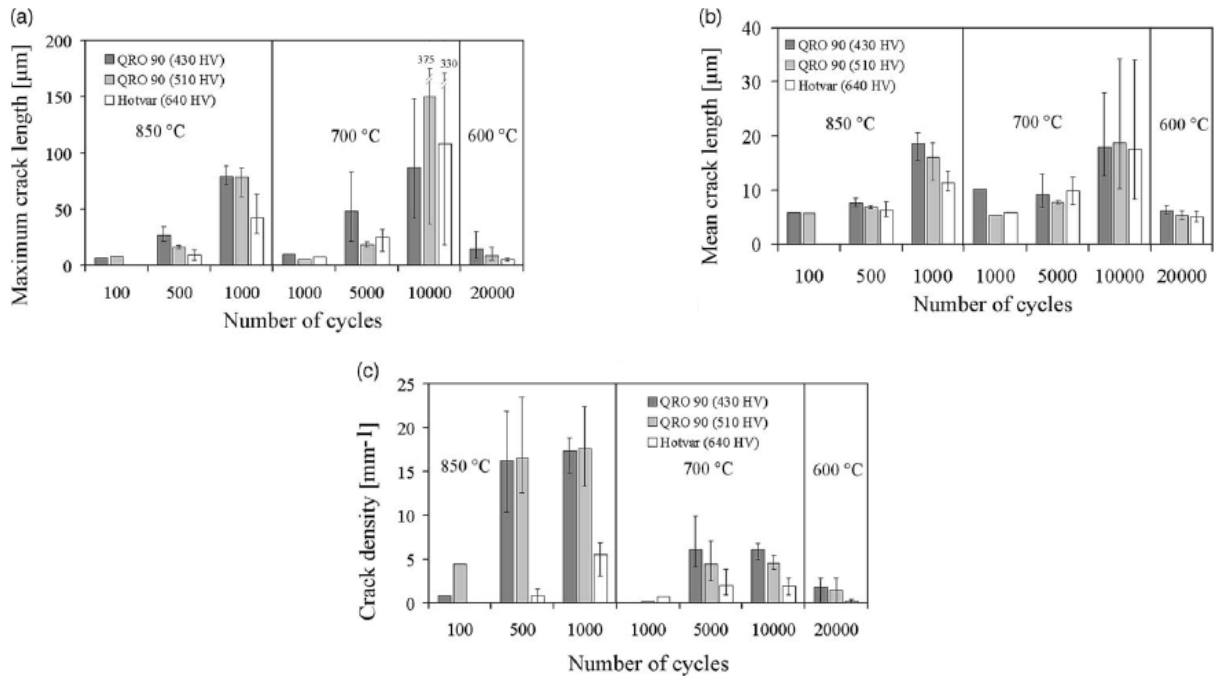 (a)
Maximum crack length [µm]
200
150
100
50
0
QRO 90 (430 HV)
QRO 90 (510 HV)
Hotvar (640 HV)
850 °C
700 °C
600 °C
375
330
100 500 1000 1000 5000 10000 20000
Number of cycles
(b)
Mean crack length [µm]
40
30
20
10
0
QRO 90 (430 HV)
QRO 90 (510 HV)
Hotvar (640 HV)
850 °C
700 °C
600 °C
100 500 1000 1000 5000 10000 20000
Number of cycles
(c)
Crack density [mm-1]
25
20
15
10
5
0
QRO 90 (430 HV)
QRO 90 (510 HV)
Hotvar (640 HV)
850 °C
700 °C
600 °C
100 500 1000 1000 5000 10000 20000
Number of cycles